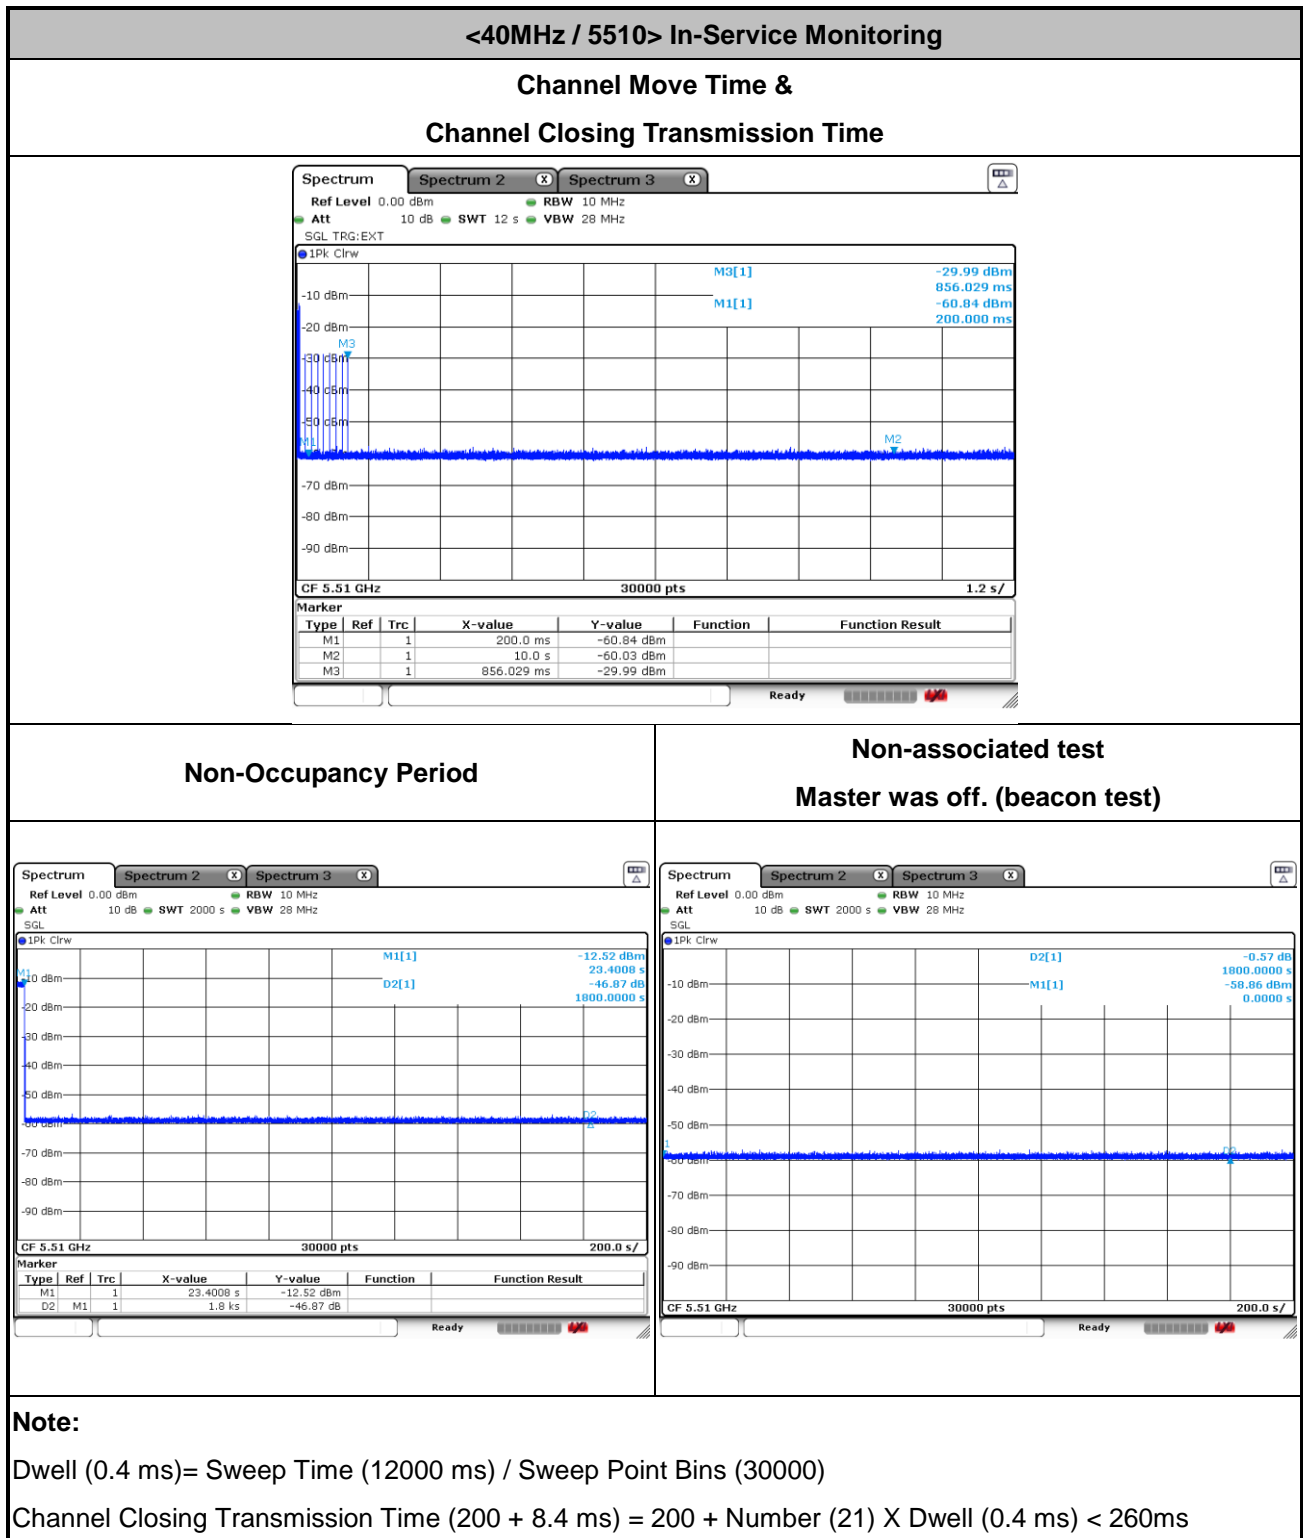 <40MHz / 5510> In-Service Monitoring
Channel Move Time &
Channel Closing Transmission Time
Spectrum Spectrum 2 X Spectrum 3 X
Ref Level 0.00 dBm RBW 10 MHz
Att 10 dB SWT 12 s VBW 28 MHz
SGL TRG:EXT
1Pk Clrw
M3[1] -29.99 dBm
856.029 ms
M1[1] -60.84 dBm
200.000 ms
-10 dBm
-20 dBm
M3
-30 dBm
-40 dBm
-50 dBm
M1
M2
-70 dBm
-80 dBm
-90 dBm
CF 5.51 GHz 30000 pts 1.2 s/
Marker
Type Ref Trc X-value Y-value Function Function Result
M1 1 200.0 ms -60.84 dBm
M2 1 10.0 s -60.03 dBm
M3 1 856.029 ms -29.99 dBm
Ready
Non-Occupancy Period
Non-associated test
Master was off. (beacon test)
Spectrum Spectrum 2 X Spectrum 3 X
Ref Level 0.00 dBm RBW 10 MHz
Att 10 dB SWT 2000 s VBW 28 MHz
SGL
1Pk Clrw
M1[1] -12.52 dBm
23.4008 s
D2[1] -46.87 dB
1800.0000 s
M1
-10 dBm
-20 dBm
-30 dBm
-40 dBm
-50 dBm
D2
-60 dBm
-70 dBm
-80 dBm
-90 dBm
CF 5.51 GHz 30000 pts 200.0 s/
Marker
Type Ref Trc X-value Y-value Function Function Result
M1 1 23.4008 s -12.52 dBm
D2 M1 1 1.8 ks -46.87 dB
Ready
Spectrum Spectrum 2 X Spectrum 3 X
Ref Level 0.00 dBm RBW 10 MHz
Att 10 dB SWT 2000 s VBW 28 MHz
SGL
1Pk Clrw
D2[1] -0.57 dB
1800.0000 s
M1[1] -58.86 dBm
0.0000 s
-10 dBm
-20 dBm
-30 dBm
-40 dBm
-50 dBm
1
D2
-60 dBm
-70 dBm
-80 dBm
-90 dBm
CF 5.51 GHz 30000 pts 200.0 s/
Ready
Note:
Dwell (0.4 ms)= Sweep Time (12000 ms) / Sweep Point Bins (30000)
Channel Closing Transmission Time (200 + 8.4 ms) = 200 + Number (21) X Dwell (0.4 ms) < 260ms